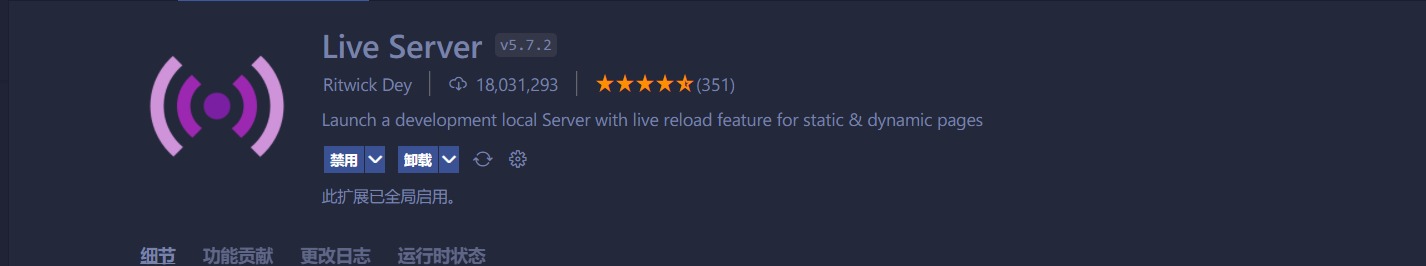 Live Server v5.7.2
Ritwick Dey 18,031,293 (351)
Launch a development local Server with live reload feature for static & dynamic pages
禁用 卸载
此扩展已全局启用。
细节 功能贡献 更改日志 运行时状态